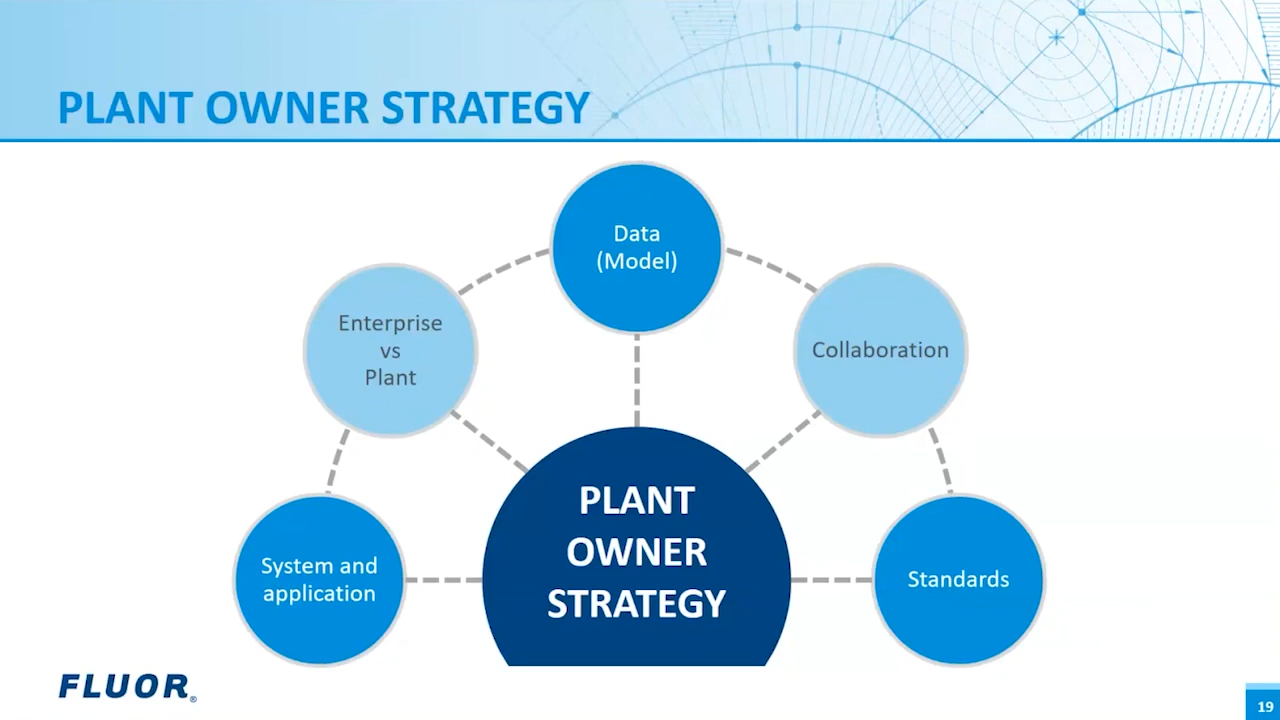 PLANT OWNER STRATEGY
Data
(Model)
Enterprise
vs
Plant
Collaboration
PLANT
OWNER
STRATEGY
System and
application
Standards
FLUOR®
19